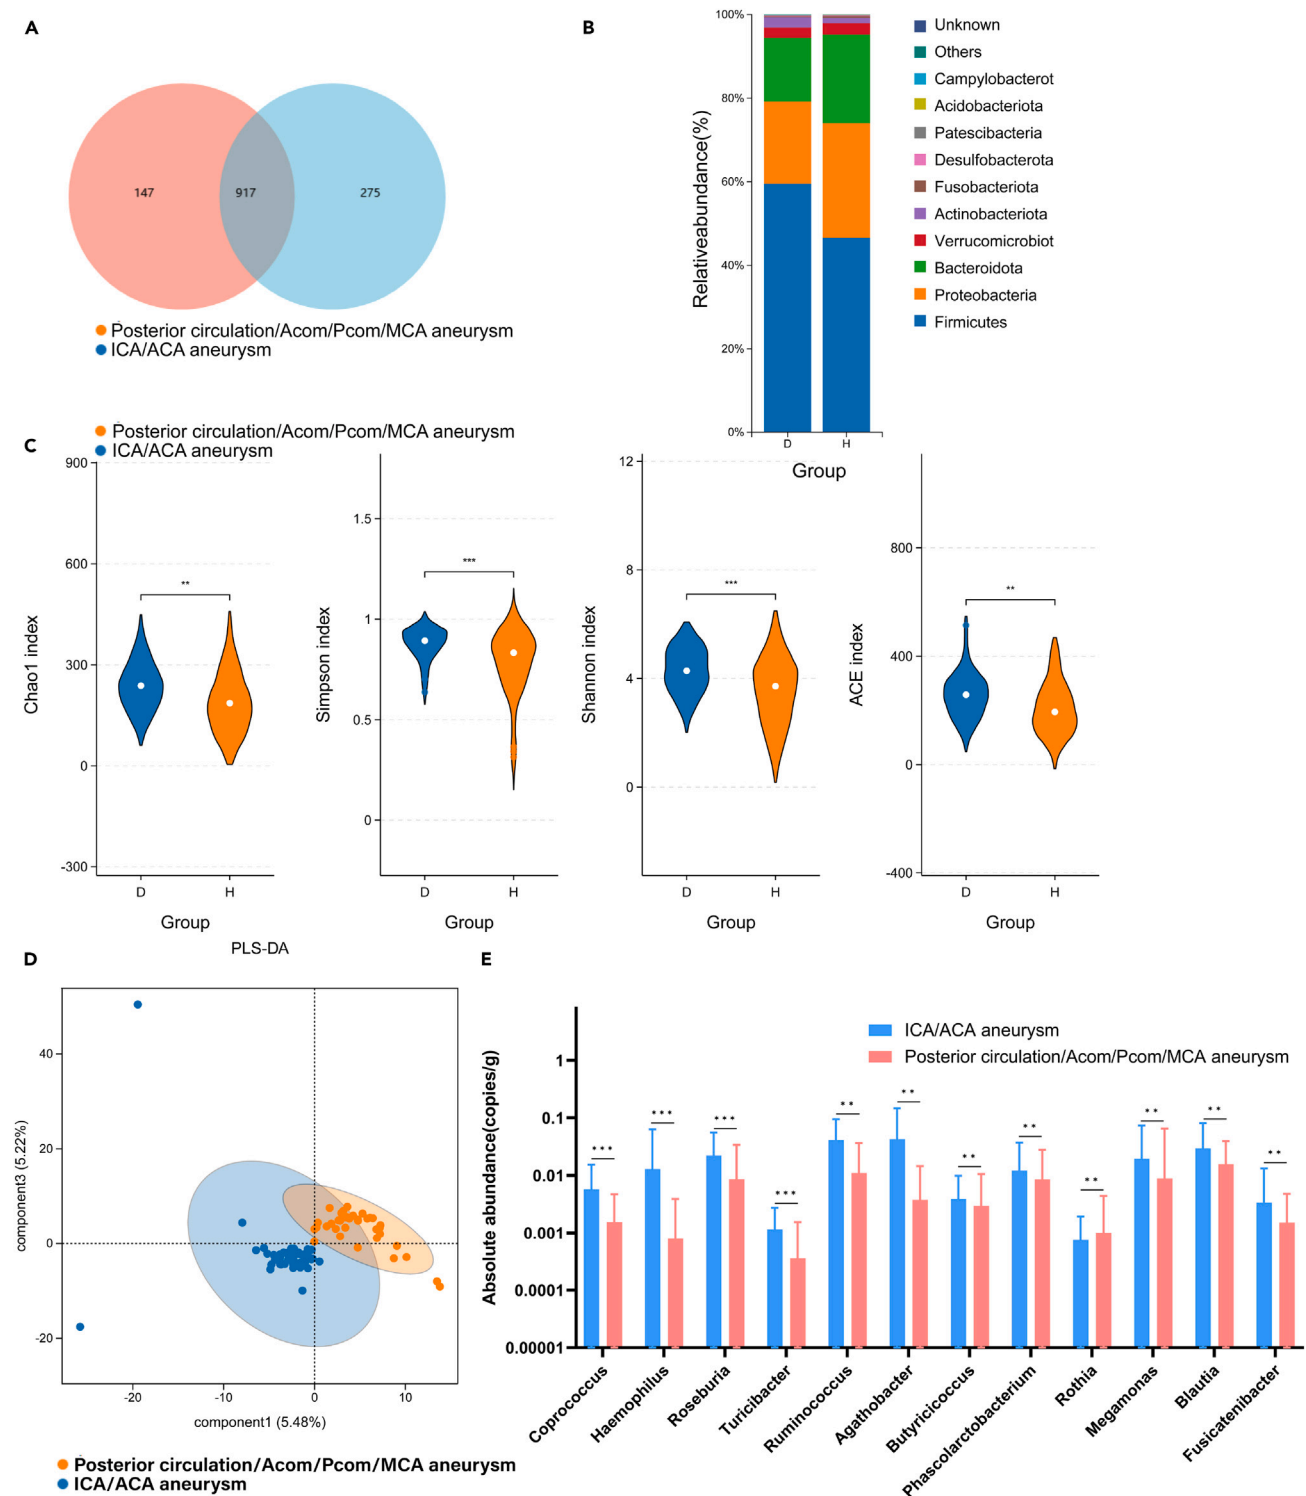 A
147
917
275
Posterior circulation/Acom/Pcom/MCA aneurysm
ICA/ACA aneurysm
B
100%
80%
60%
40%
20%
0%
Relativeabundance(%)
D
H
Group
Unknown
Others
Campylobacterot
Acidobacteriota
Patescibacteria
Desulfobacterota
Fusobacteriota
Actinobacteriota
Verrucomicrobiot
Bacteroidota
Proteobacteria
Firmicutes
C
Posterior circulation/Acom/Pcom/MCA aneurysm
ICA/ACA aneurysm
900
600
300
0
-300
Chao1 index
**
D
H
Group
1.5
1
0.5
0
Simpson index
***
D
H
Group
12
8
4
0
Shannon index
***
D
H
Group
800
400
0
-400
ACE index
**
D
H
Group
D
PLS-DA
40
20
0
-20
component3 (5.22%)
-20
-10
0
10
component1 (5.48%)
Posterior circulation/Acom/Pcom/MCA aneurysm
ICA/ACA aneurysm
E
ICA/ACA aneurysm
Posterior circulation/Acom/Pcom/MCA aneurysm
Absolute abundance(copies/g)
1
0.1
0.01
0.001
0.0001
0.00001
***
***
***
***
**
**
**
**
**
**
**
**
Coprococcus
Haemophilus
Roseburia
Turicibacter
Ruminococcus
Agathobacter
Butyricicoccus
Phascolarctobacterium
Rothia
Megamonas
Blautia
Fusicatenibacter